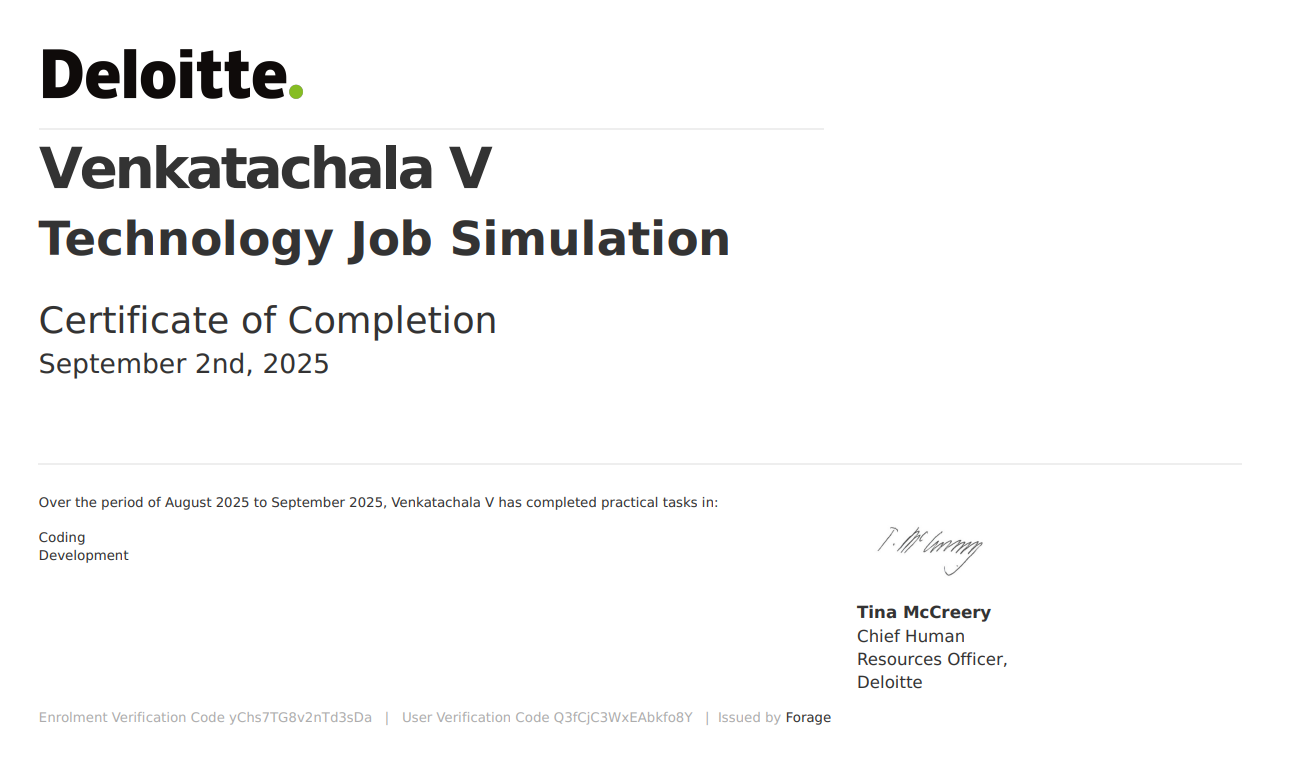 Deloitte.
Venkatachala V
Technology Job Simulation
Certificate of Completion
September 2nd, 2025
Over the period of August 2025 to September 2025, Venkatachala V has completed practical tasks in:
Coding
Development
T. McCreery
Tina McCreery
Chief Human
Resources Officer,
Deloitte
Enrolment Verification Code yChs7TG8v2nTd3sDa | User Verification Code Q3fCjC3WxEAbkfo8Y | Issued by Forage